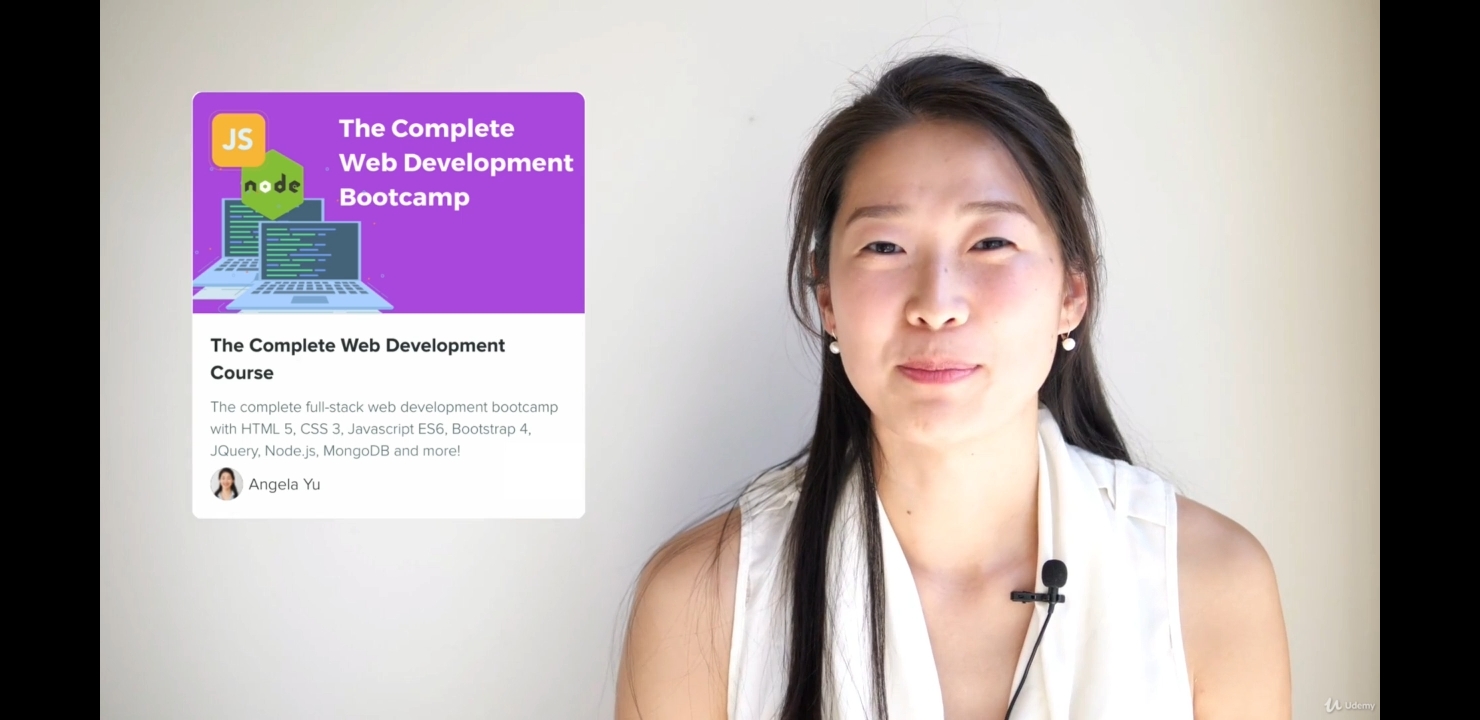 JS
node
The Complete
Web Development
Bootcamp
The Complete Web Development
Course
The complete full-stack web development bootcamp
with HTML 5, CSS 3, Javascript ES6, Bootstrap 4,
JQuery, Node.js, MongoDB and more!
Angela Yu
Udemy